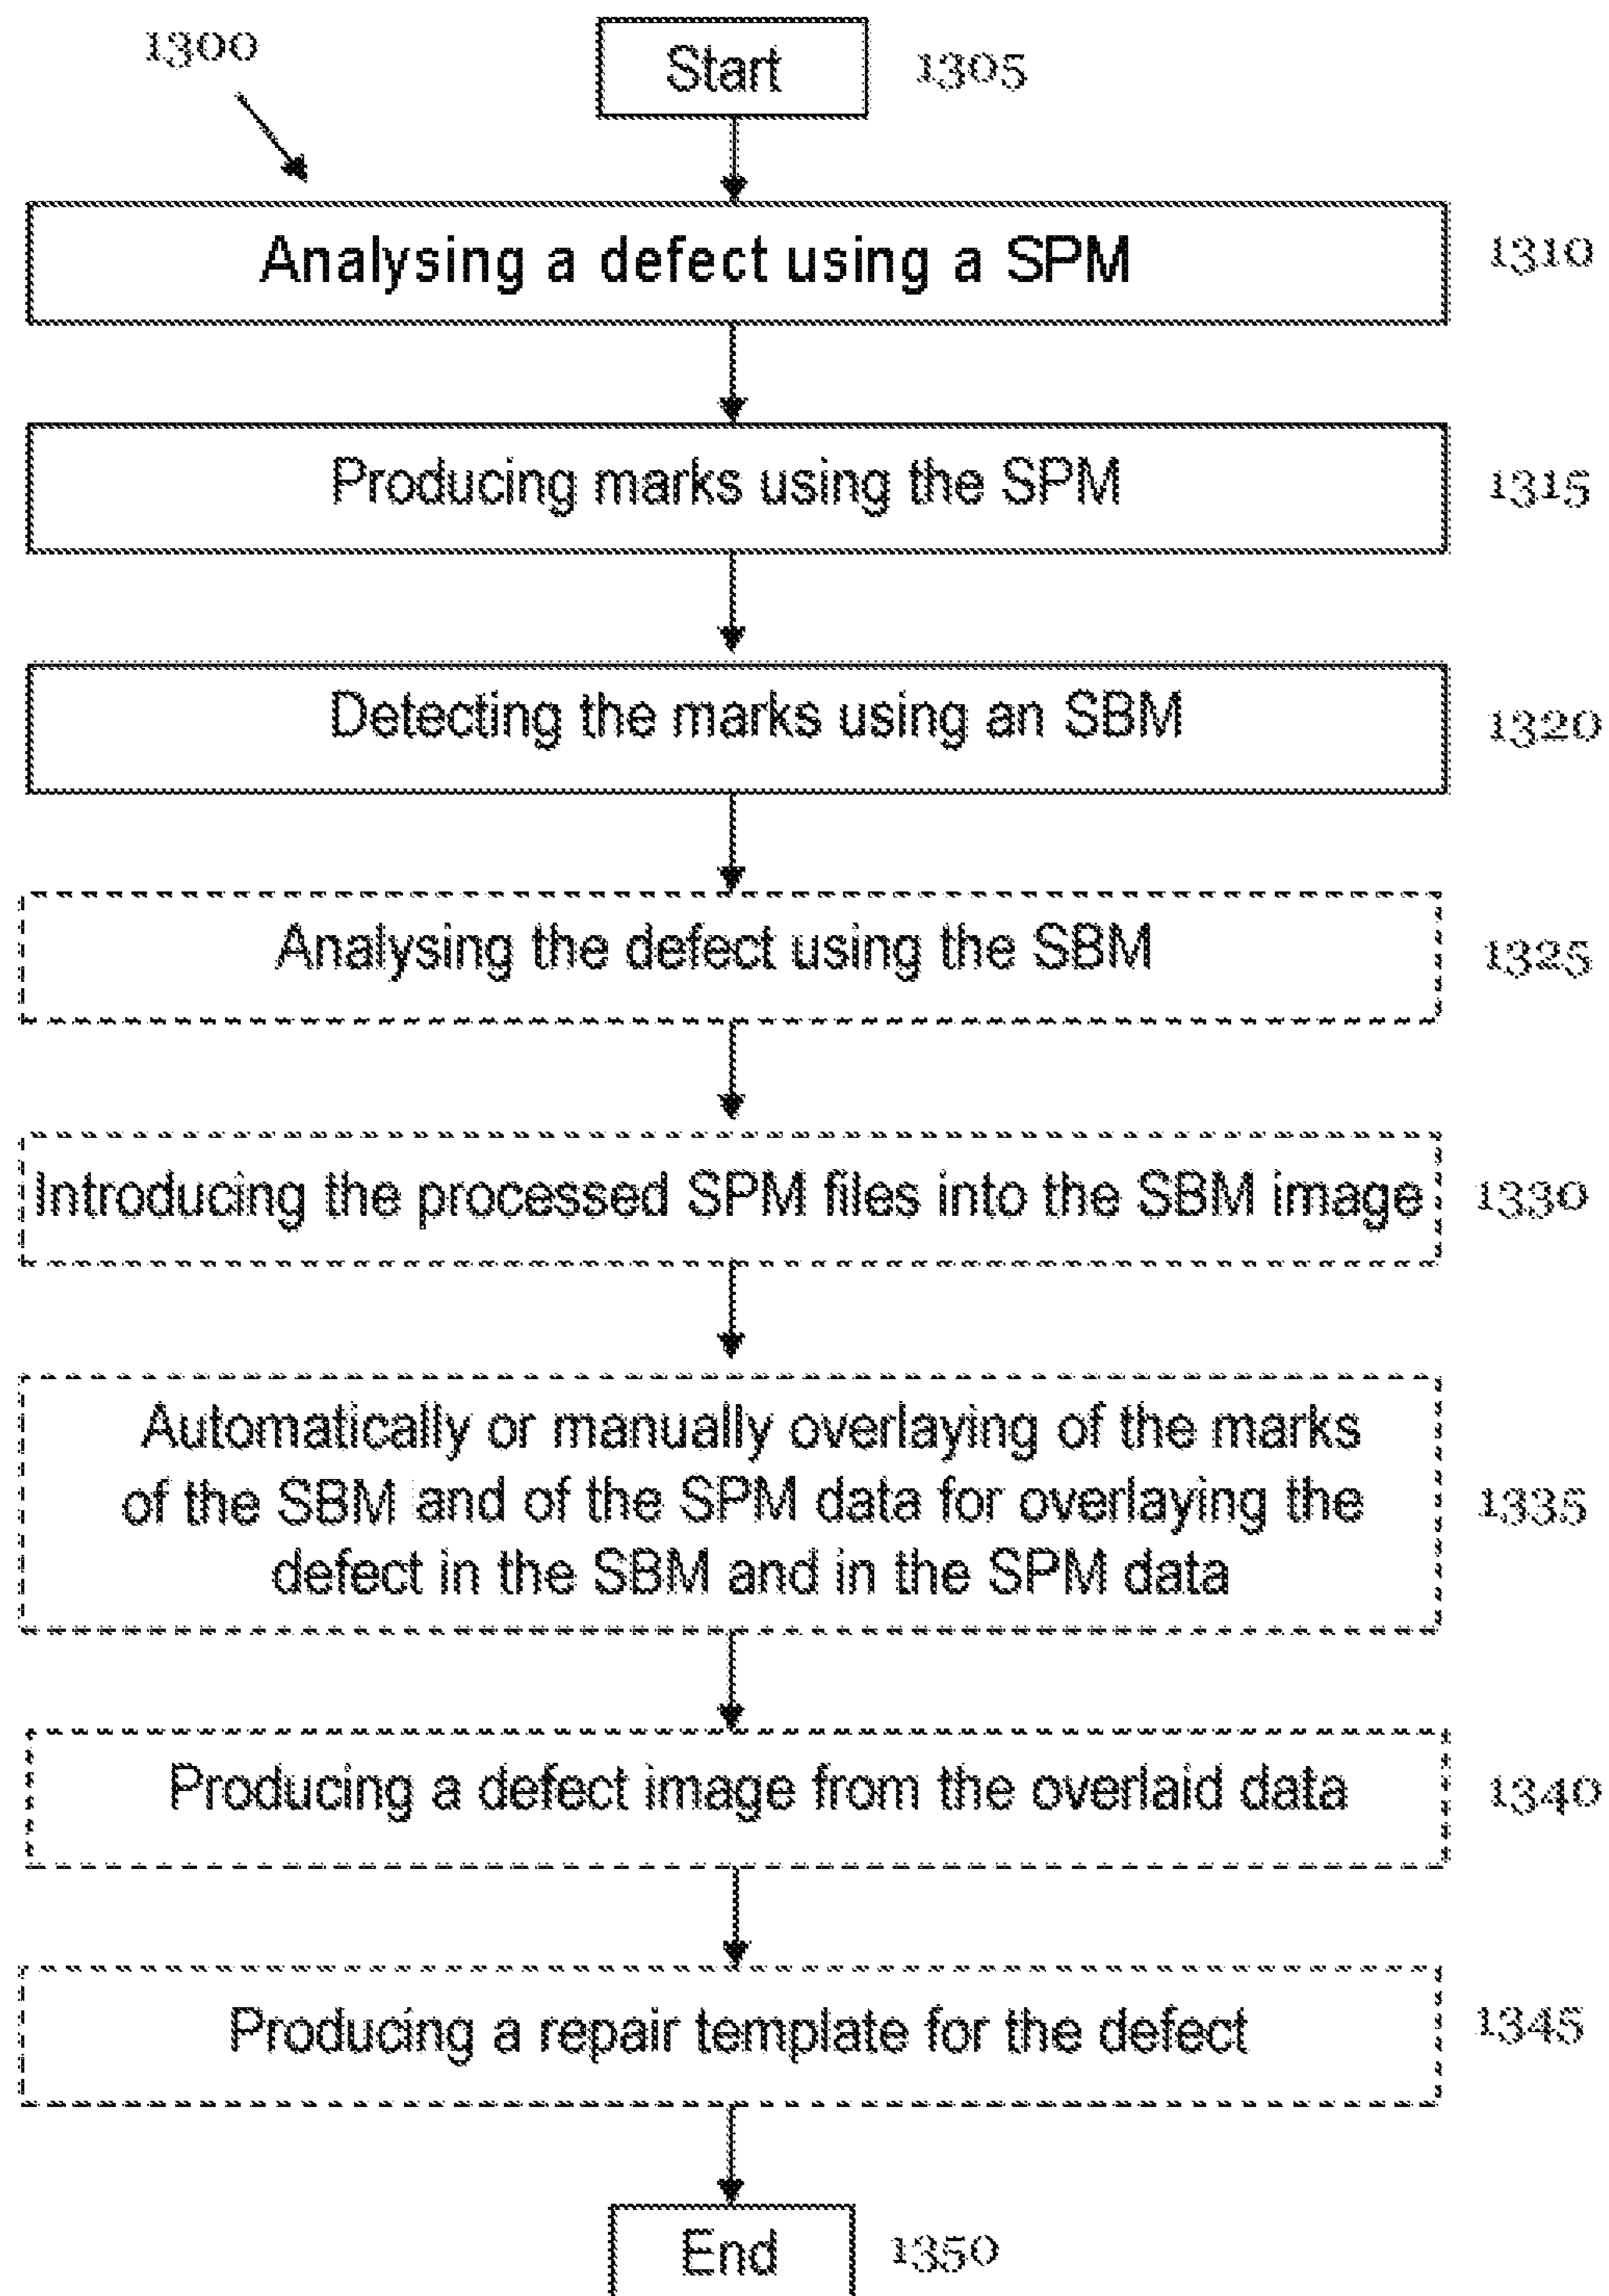 1300
Start 1305
Analysing a defect using a SPM 1310
Producing marks using the SPM 1315
Detecting the marks using an SBM 1320
Analysing the defect using the SBM 1325
Introducing the processed SPM files into the SBM image 1330
Automatically or manually overlaying of the marks
of the SBM and of the SPM data for overlaying the 1335
defect in the SBM and in the SPM data
Producing a defect image from the overlaid data 1340
Producing a repair template for the defect 1345
End 1350